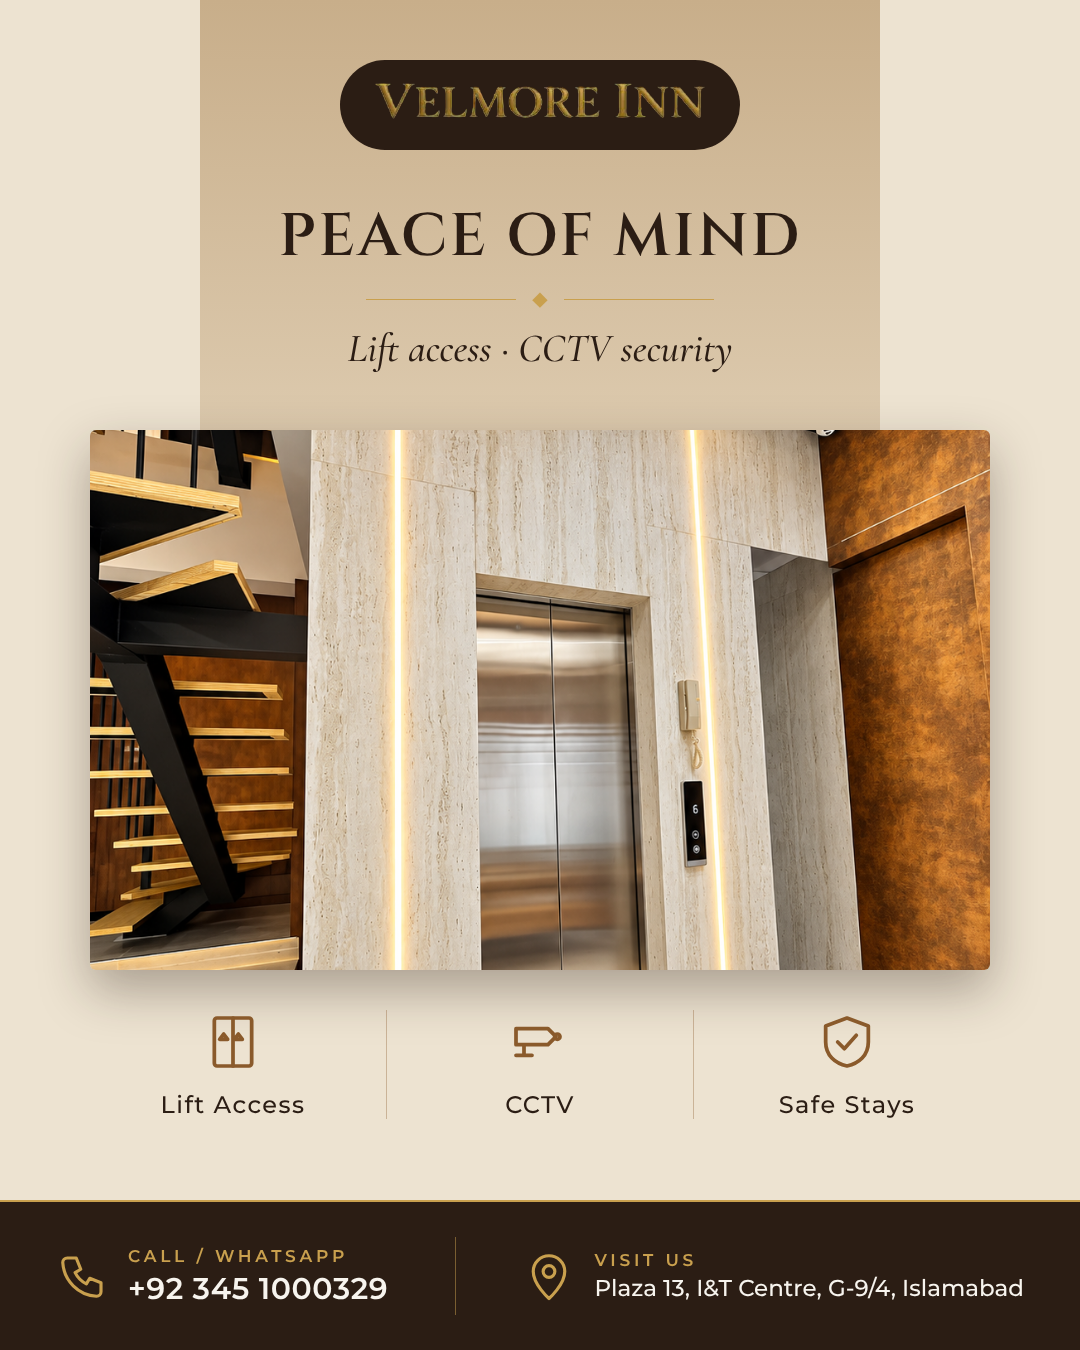 VELMORE INN
PEACE OF MIND
Lift access · CCTV security
6
Lift Access
CCTV
Safe Stays
CALL / WHATSAPP
+92 345 1000329
VISIT US
Plaza 13, I&T Centre, G-9/4, Islamabad